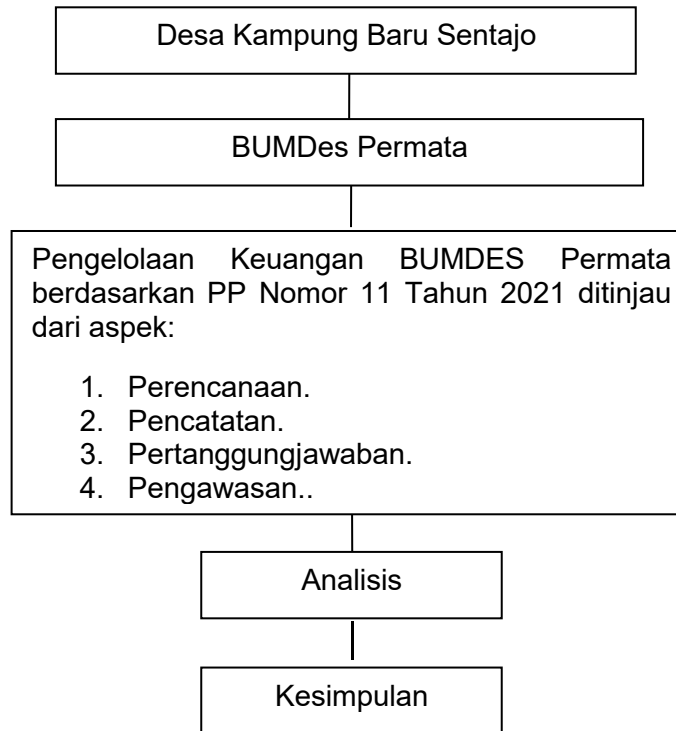 Desa Kampung Baru Sentajo
BUMDes Permata
Pengelolaan Keuangan BUMDES Permata
berdasarkan PP Nomor 11 Tahun 2021 ditinjau
dari aspek:
1. Perencanaan.
2. Pencatatan.
3. Pertanggungjawaban.
4. Pengawasan..
Analisis
Kesimpulan